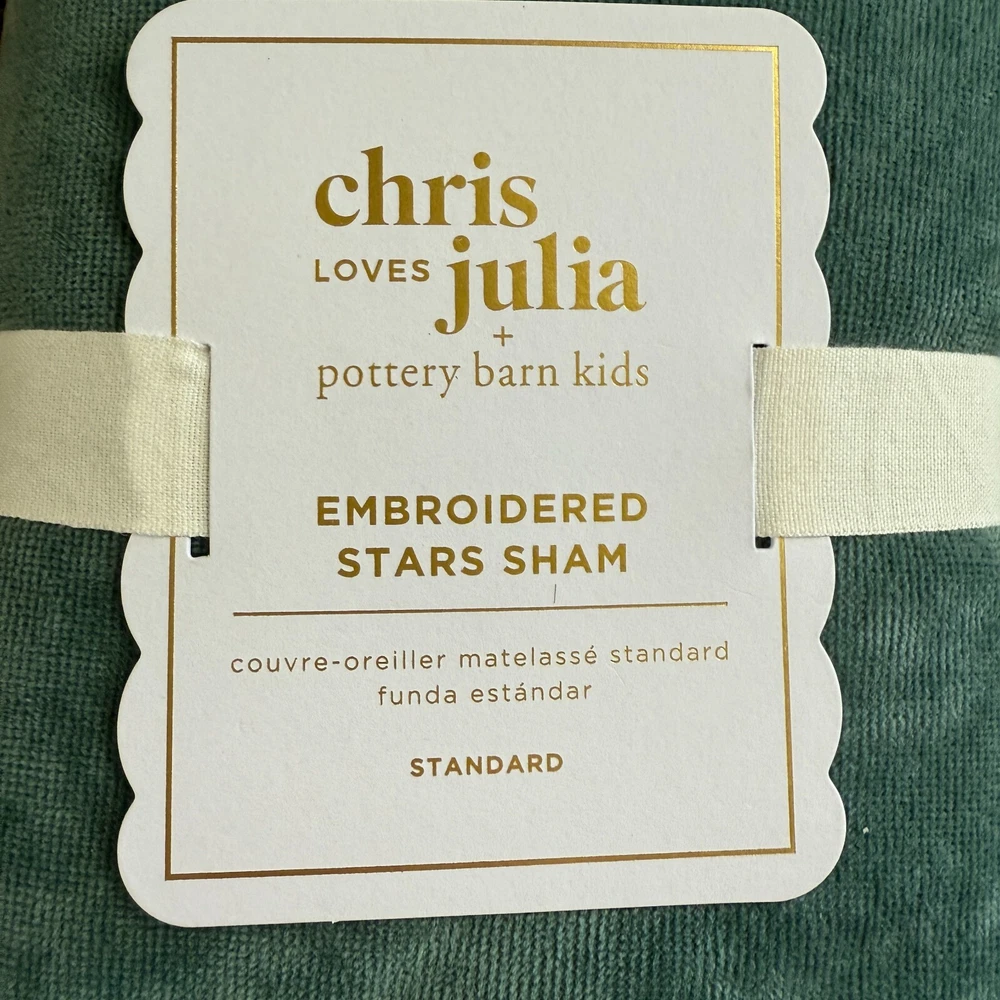 chris
LOVES julia
+
pottery barn kids
EMBROIDERED
STARS SHAM
couvre-oreiller matelassé standard
funda estándar
STANDARD